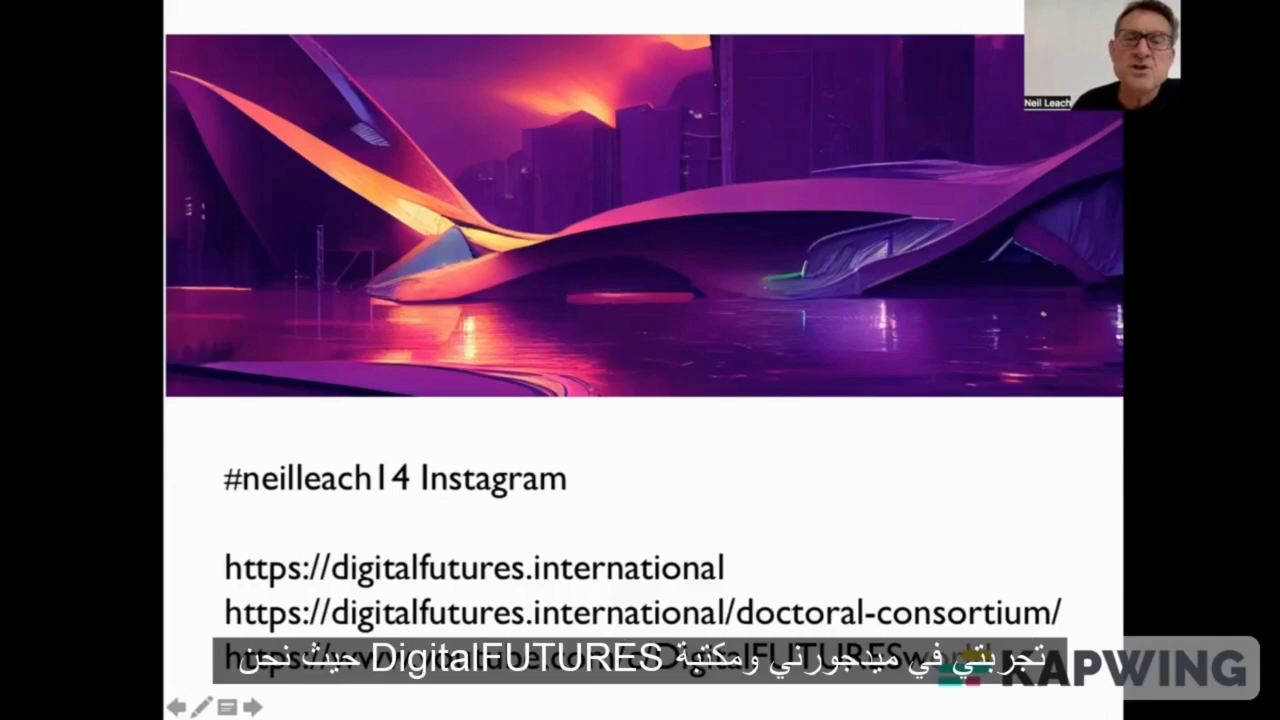 Neil Leach
#neilleach14 Instagram
https://digitalfutures.international
https://digitalfutures.international/doctoral-consortium/
تجربتي في ميدجورني ومكتبة DigitalFUTURES حيث نحن
KAPWING